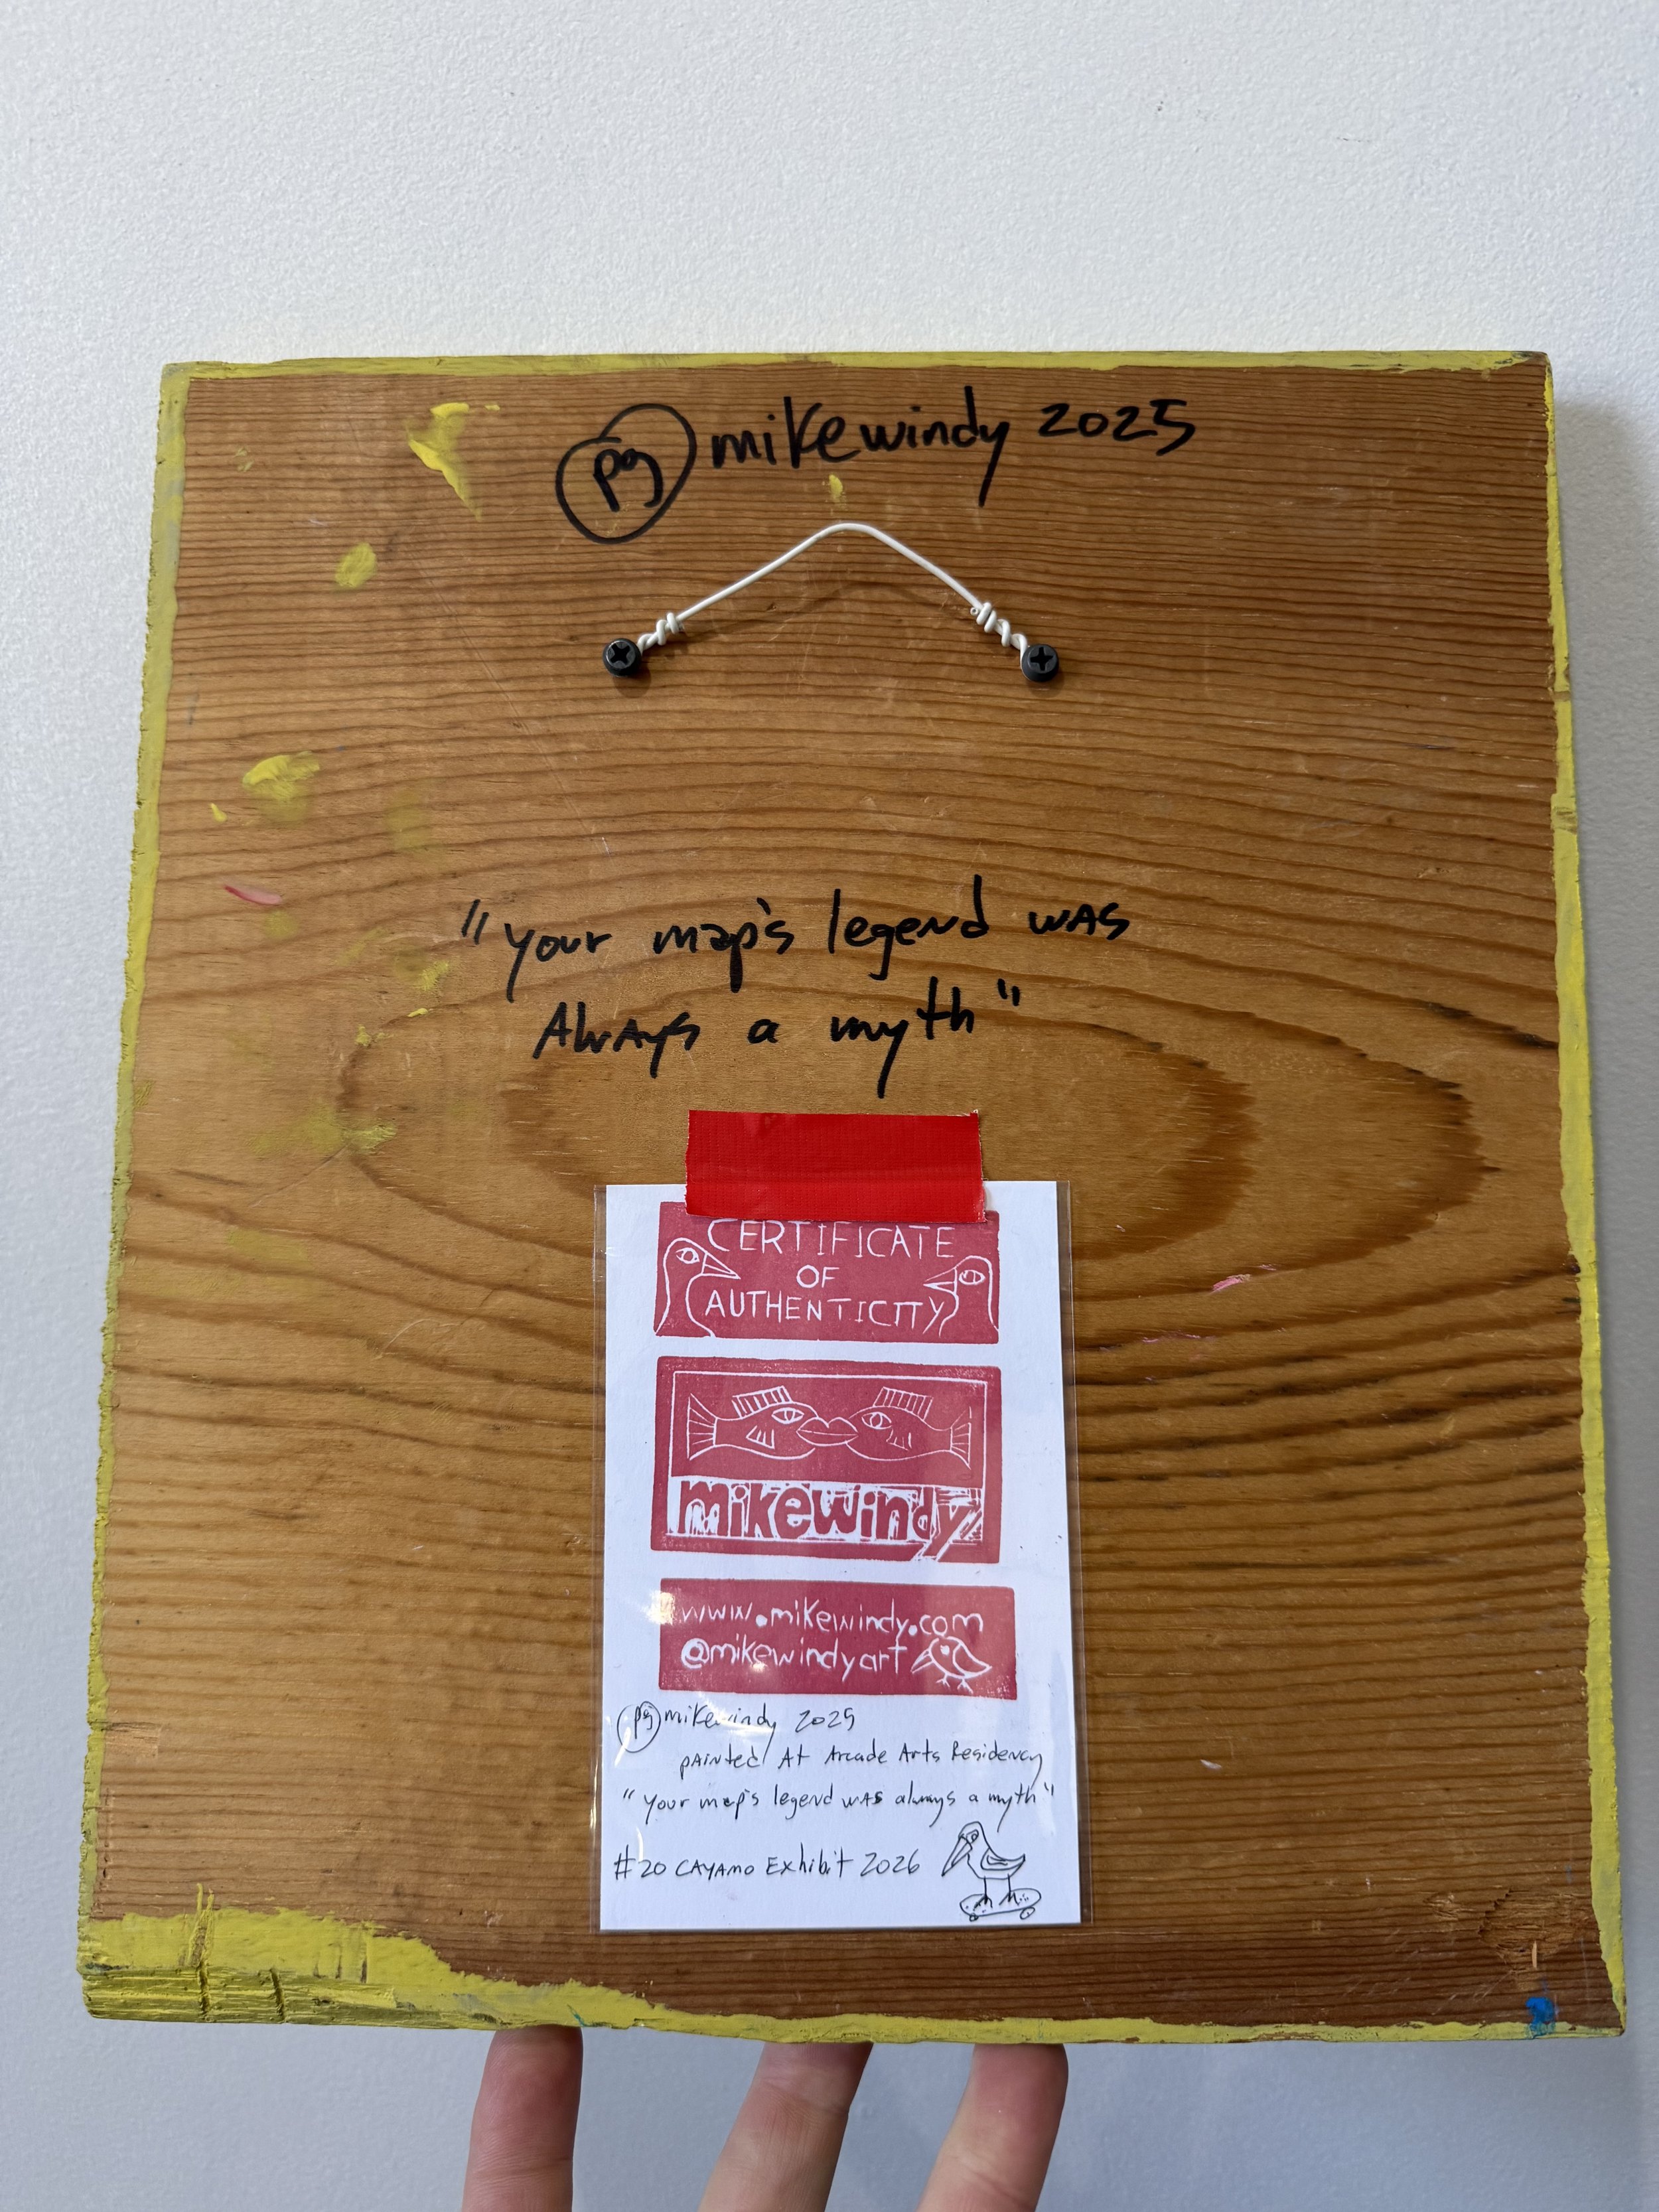 pg mikewindy 2025
"your map's legend was
Always a myth"
CERTIFICATE
OF
AUTHENTICITY
mikewindy
www.mikewindy.com
@mikewindyart
pg mikewindy 2025
painted At Arcade Arts Residency
"your map's legend was always a myth"
#20 CAYAMO Exhibit 2026